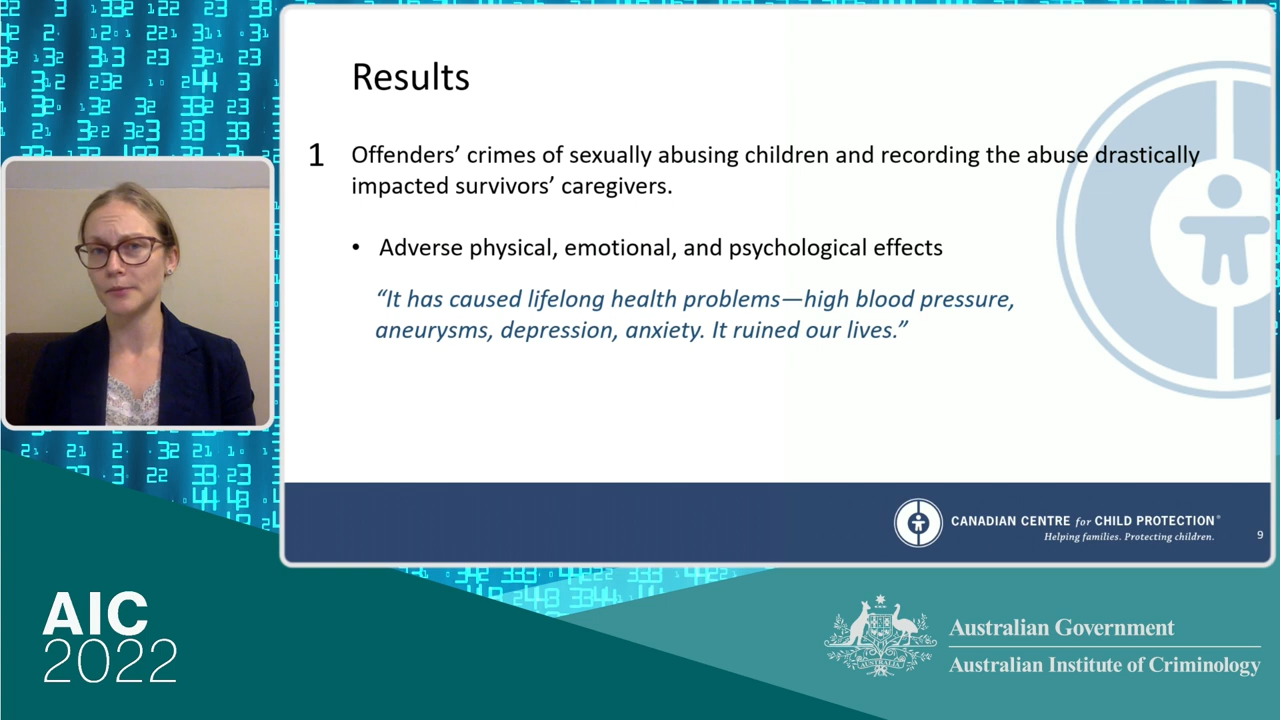 Results
1
Offenders’ crimes of sexually abusing children and recording the abuse drastically
impacted survivors’ caregivers.
• Adverse physical, emotional, and psychological effects
“It has caused lifelong health problems—high blood pressure,
aneurysms, depression, anxiety. It ruined our lives.”
CANADIAN CENTRE for CHILD PROTECTION®
Helping families. Protecting children.
9
AIC
2022
AUSTRALIA
Australian Government
Australian Institute of Criminology